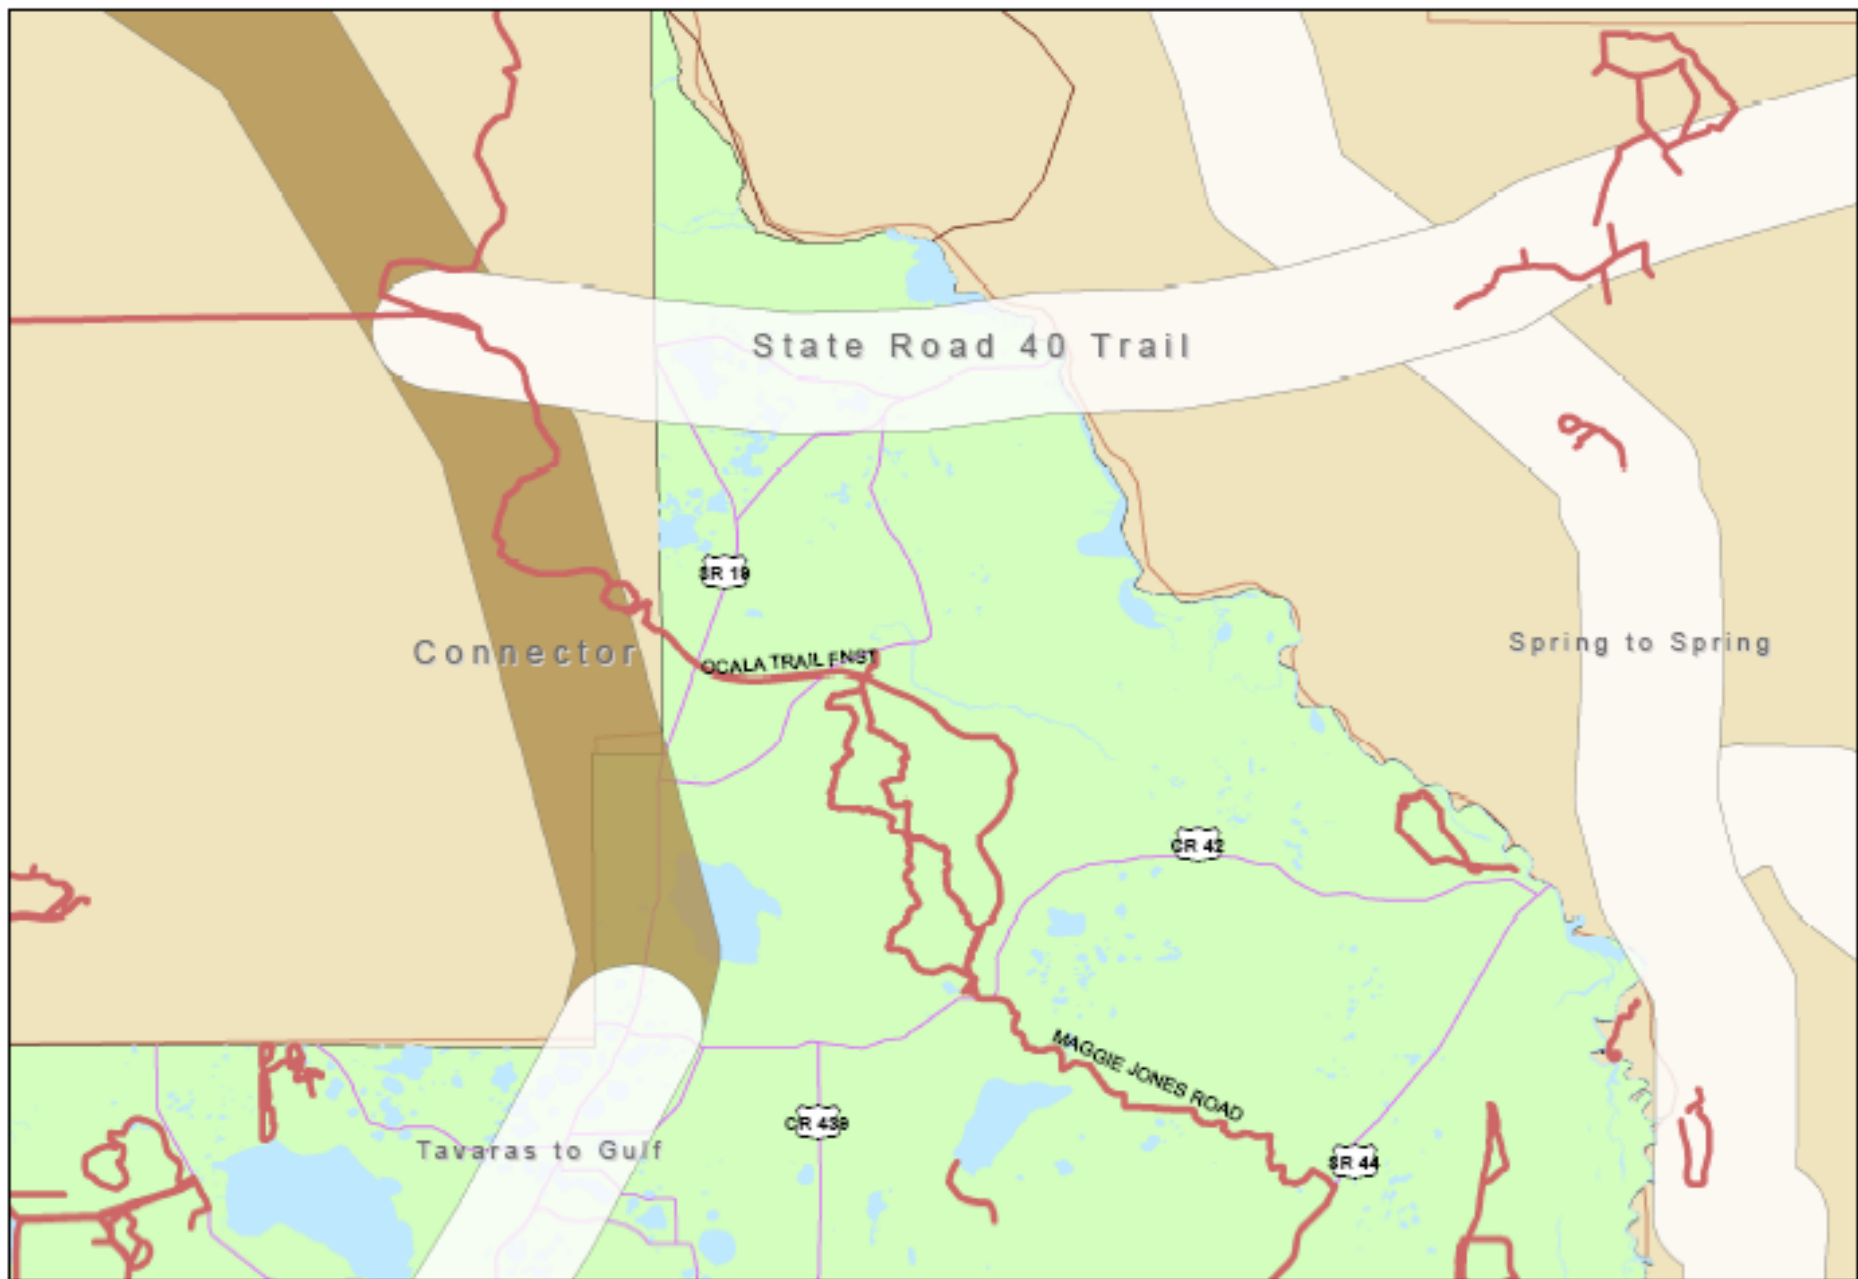 State Road 40 Trail
SR 19
Connector
OCALA TRAIL FNST
Spring to Spring
CR 42
MAGGIE JONES ROAD
CR 439
Tavaras to Gulf
SR 44